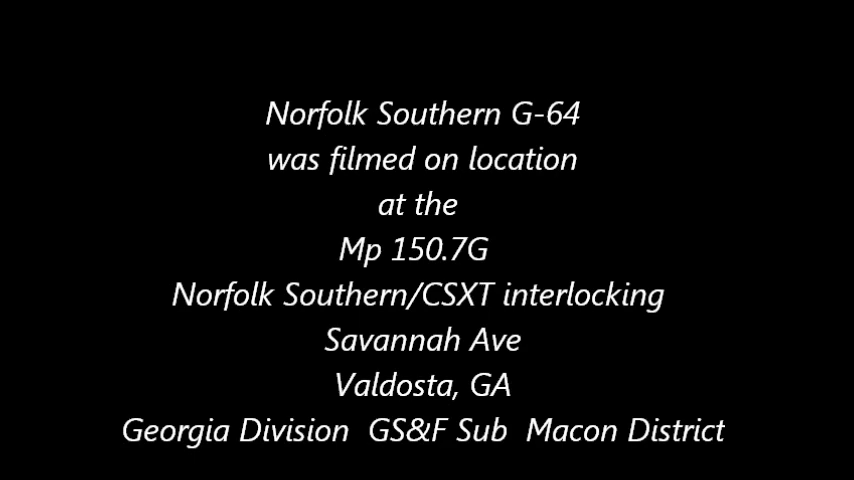 Norfolk Southern G-64
was filmed on location
at the
Mp 150.7G
Norfolk Southern/CSXT interlocking
Savannah Ave
Valdosta, GA
Georgia Division  GS&F Sub  Macon District